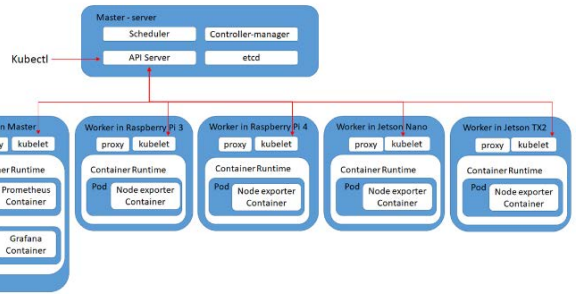 Master - server
Scheduler
Controller-manager
Kubectl
API Server
etcd
in Master
kubelet
Container Runtime
Prometheus
Container
Grafana
Container
Worker in Raspberry Pi 3
proxy
kubelet
Container Runtime
Pod
Node exporter
Container
Worker in Raspberry Pi 4
proxy
kubelet
Container Runtime
Pod
Node exporter
Container
Worker in Jetson Nano
proxy
kubelet
Container Runtime
Pod
Node exporter
Container
Worker in Jetson TX2
proxy
kubelet
Container Runtime
Pod
Node exporter
Container